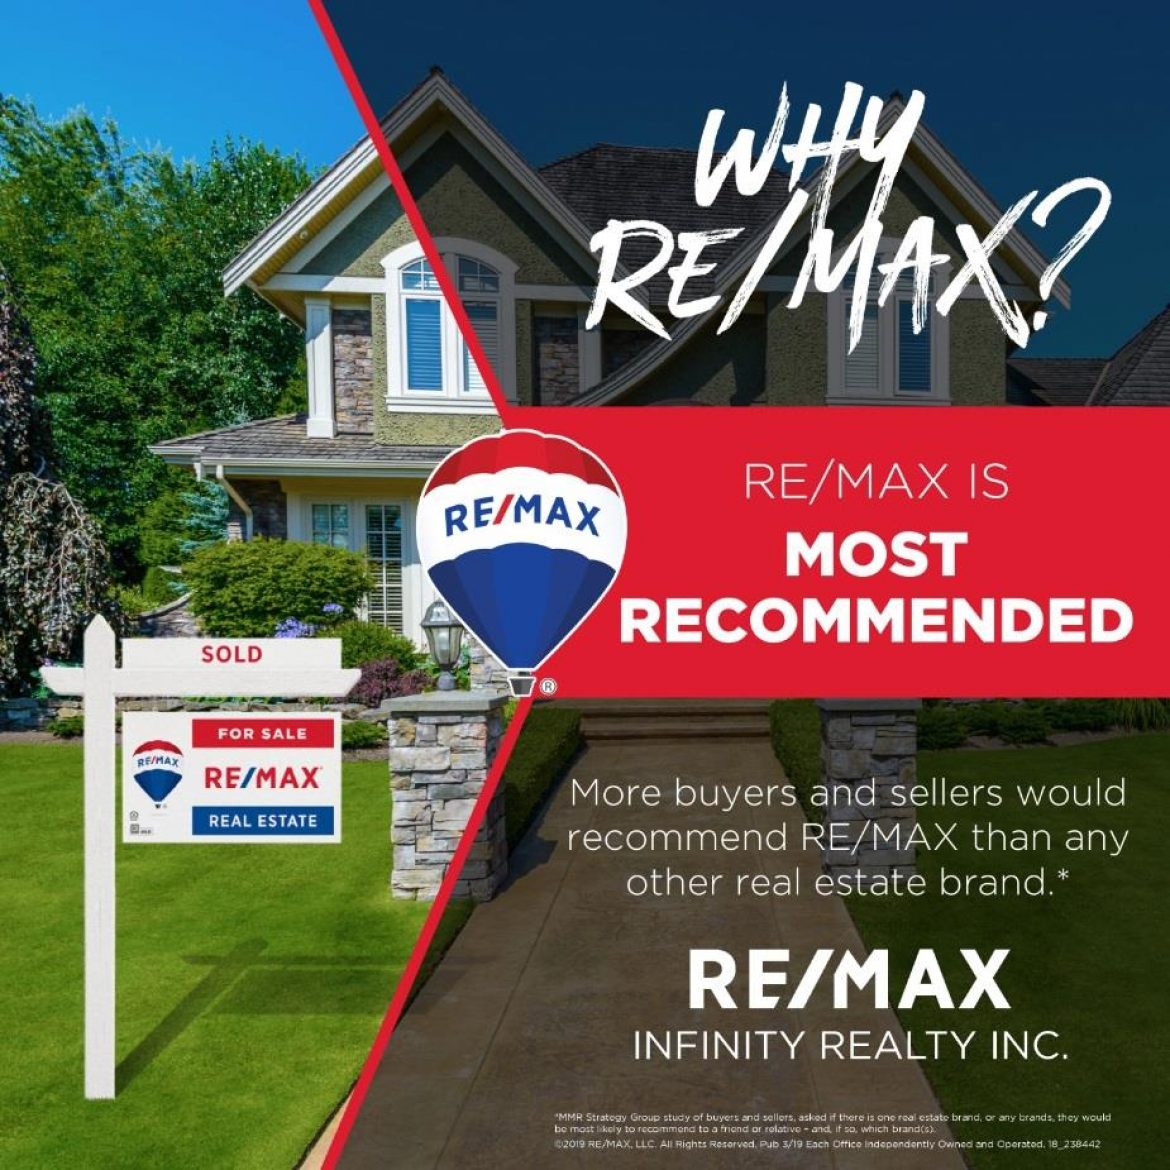 WHY
RE/MAX?
RE/MAX IS
MOST
RECOMMENDED
RE/MAX
®
SOLD
FOR SALE
RE/MAX
RE/MAX
REAL ESTATE
More buyers and sellers would
recommend RE/MAX than any
other real estate brand.*
RE/MAX
INFINITY REALTY INC.
*MMR Strategy Group study of buyers and sellers, asked if there is one real estate brand, or any brands, they would
be most likely to recommend to a friend or relative – and, if so, which brand(s).
©2019 RE/MAX, LLC. All Rights Reserved. Pub 3/19 Each Office Independently Owned and Operated. 18_238442